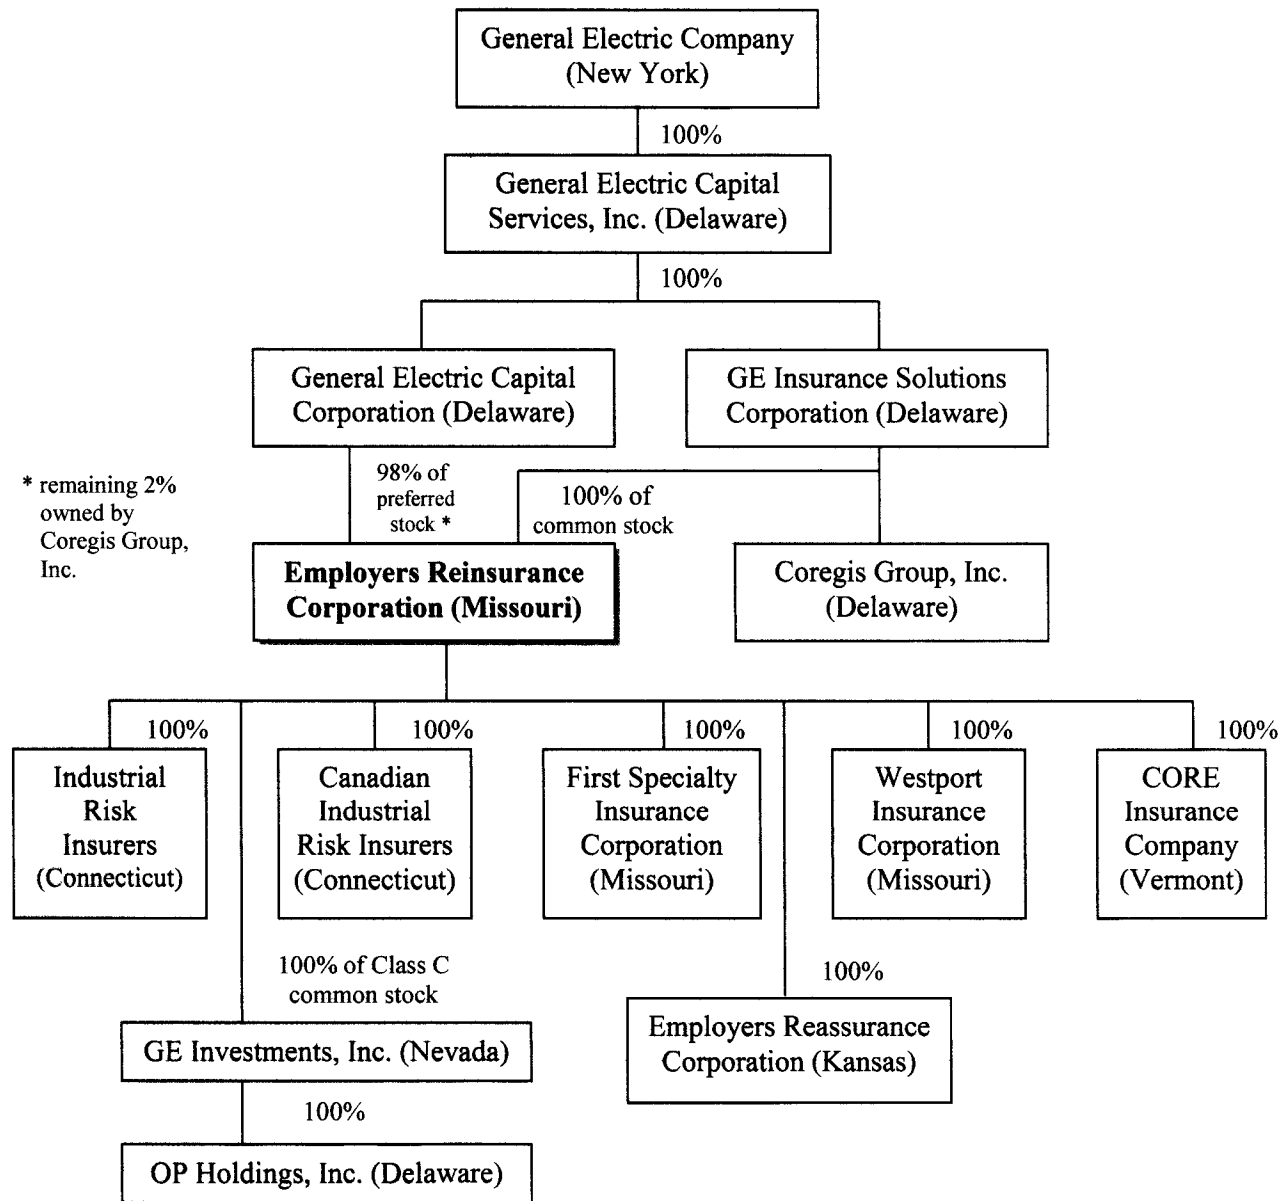 General Electric Company
(New York)
100%
General Electric Capital
Services, Inc. (Delaware)
100%
General Electric Capital
Corporation (Delaware)
GE Insurance Solutions
Corporation (Delaware)
* remaining 2%
owned by
Coregis Group,
Inc.
98% of
preferred
stock *
100% of
common stock
Employers Reinsurance
Corporation (Missouri)
Coregis Group, Inc.
(Delaware)
100%
Industrial
Risk
Insurers
(Connecticut)
100%
Canadian
Industrial
Risk Insurers
(Connecticut)
100%
First Specialty
Insurance
Corporation
(Missouri)
100%
Westport
Insurance
Corporation
(Missouri)
100%
CORE
Insurance
Company
(Vermont)
100% of Class C
common stock
GE Investments, Inc. (Nevada)
100%
OP Holdings, Inc. (Delaware)
100%
Employers Reassurance
Corporation (Kansas)